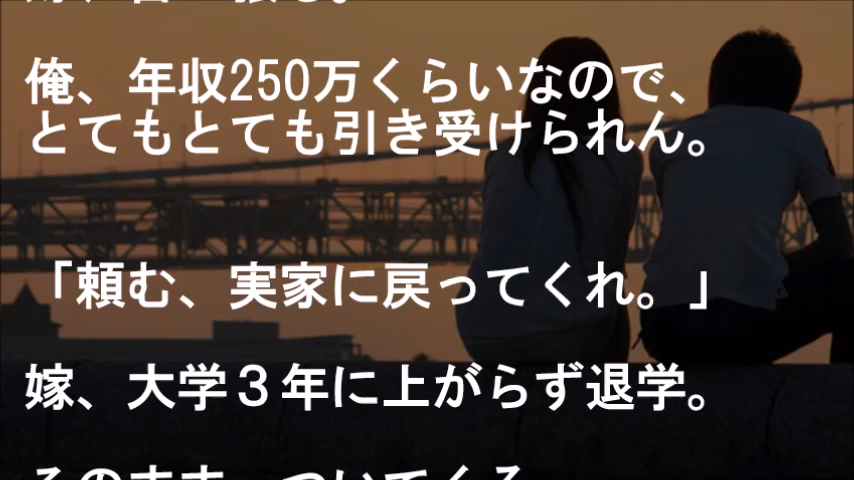 俺、年収250万くらいなので、
とてもとても引き受けられん。
「頼む、実家に戻ってくれ。」
嫁、大学３年に上がらず退学。